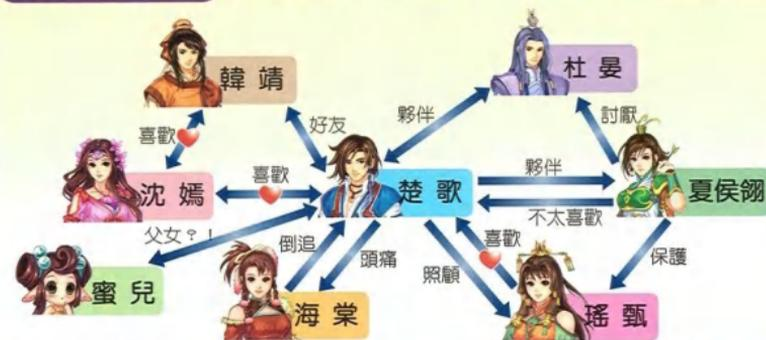 韓靖
杜晏
好友
夥伴
討厭
喜歡
沈嫣
喜歡
楚歌
夥伴
夏侯翎
不太喜歡
父女？！
倒追
頭痛
照顧
喜歡
保護
蜜兒
海棠
瑤甄